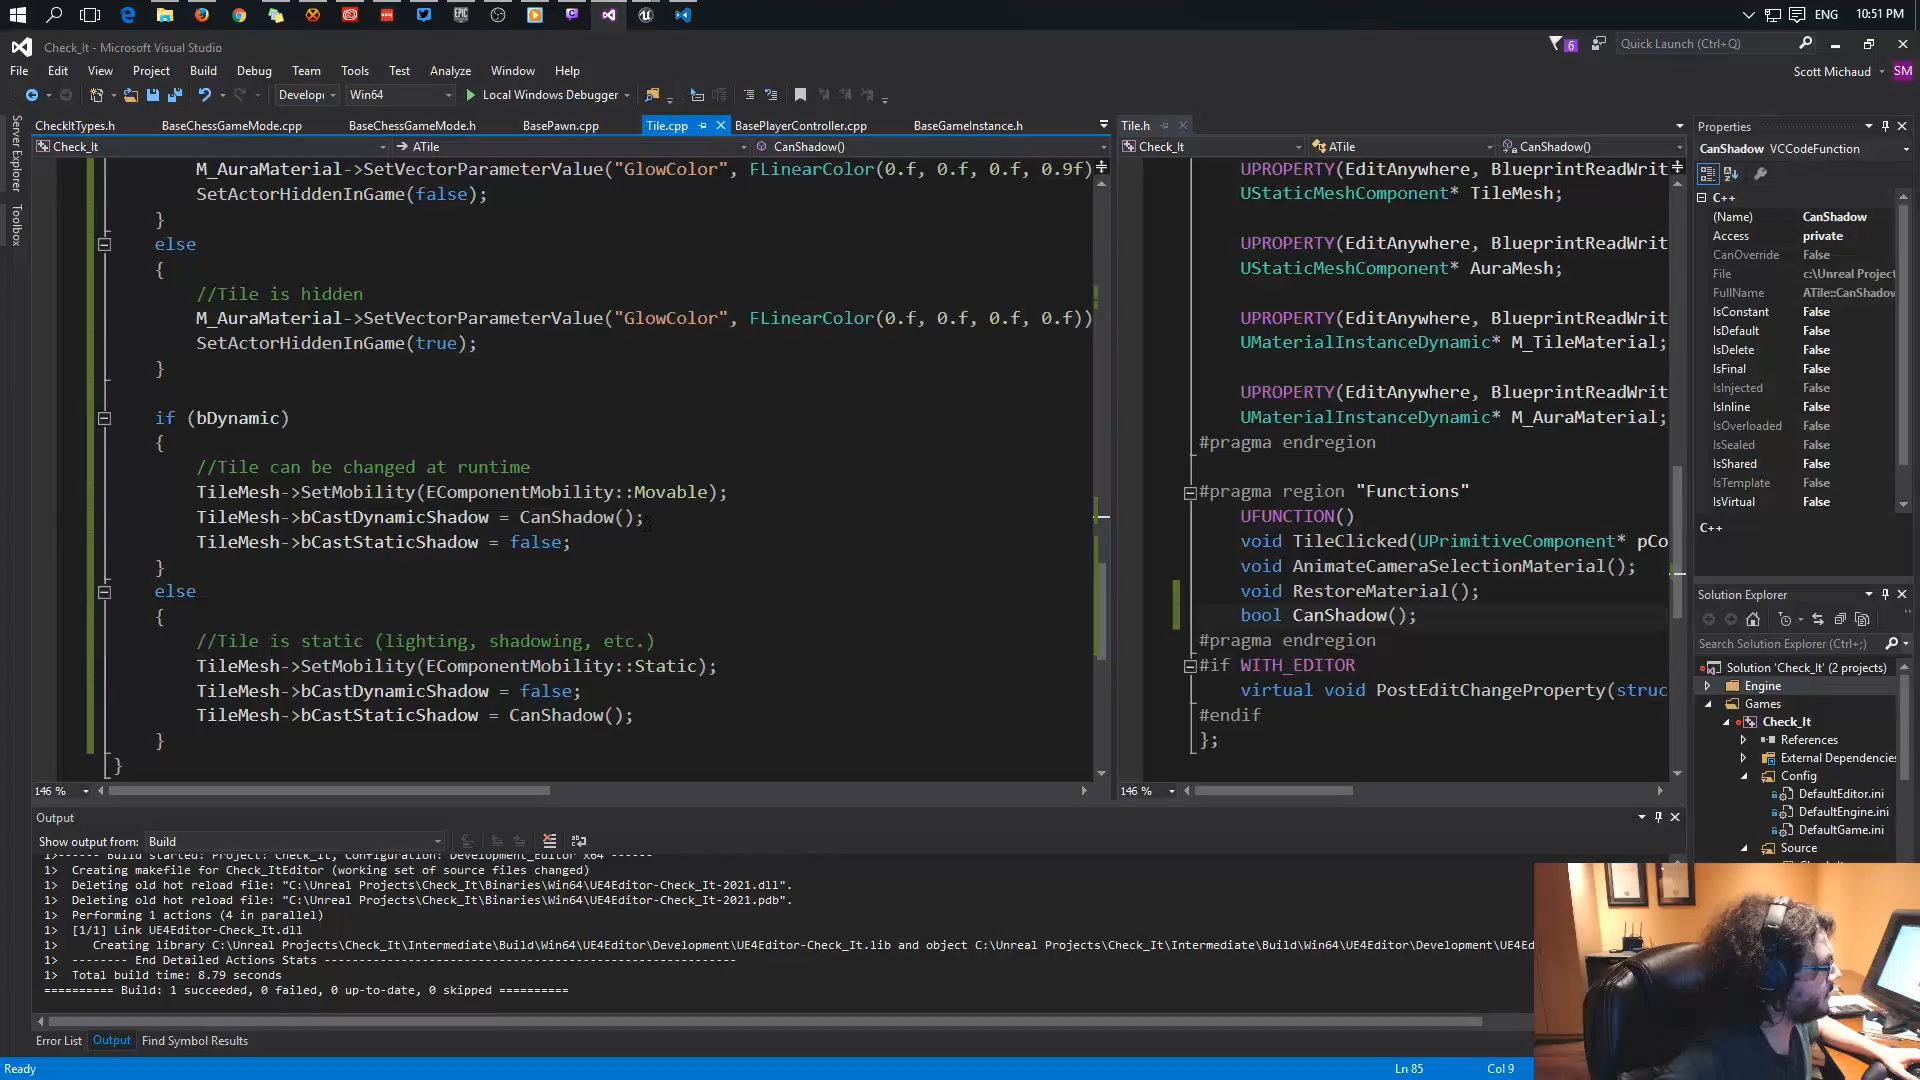 ENG
10:51 PM
Check_It - Microsoft Visual Studio
6
Quick Launch (Ctrl+Q)
File Edit View Project Build Debug Team Tools Test Analyze Window Help
Scott Michaud
SM
Develop
Win64
Local Windows Debugger
Server Explorer
Toolbox
CheckItTypes.h BaseChessGameMode.cpp BaseChessGameMode.h BasePawn.cpp Tile.cpp BasePlayerController.cpp BaseGameInstance.h
Check_It
ATile
CanShadow()
M_AuraMaterial->SetVectorParameterValue("GlowColor", FLinearColor(0.f, 0.f, 0.f, 0.9f)
SetActorHiddenInGame(false);
}
else
{
//Tile is hidden
M_AuraMaterial->SetVectorParameterValue("GlowColor", FLinearColor(0.f, 0.f, 0.f, 0.f))
SetActorHiddenInGame(true);
}
if (bDynamic)
{
//Tile can be changed at runtime
TileMesh->SetMobility(EComponentMobility::Movable);
TileMesh->bCastDynamicShadow = CanShadow();
TileMesh->bCastStaticShadow = false;
}
else
{
//Tile is static (lighting, shadowing, etc.)
TileMesh->SetMobility(EComponentMobility::Static);
TileMesh->bCastDynamicShadow = false;
TileMesh->bCastStaticShadow = CanShadow();
}
}
146 %
Tile.h
Check_It
ATile
CanShadow()
UPROPERTY(EditAnywhere, BlueprintReadWrit
UStaticMeshComponent* TileMesh;
UPROPERTY(EditAnywhere, BlueprintReadWrit
UStaticMeshComponent* AuraMesh;
UPROPERTY(EditAnywhere, BlueprintReadWrit
UMaterialInstanceDynamic* M_TileMaterial;
UPROPERTY(EditAnywhere, BlueprintReadWrit
UMaterialInstanceDynamic* M_AuraMaterial;
#pragma endregion
#pragma region "Functions"
UFUNCTION()
void TileClicked(UPrimitiveComponent* pCo
void AnimateCameraSelectionMaterial();
void RestoreMaterial();
bool CanShadow();
#pragma endregion
#if WITH_EDITOR
virtual void PostEditChangeProperty(struc
#endif
};
146 %
Properties
CanShadow VCCodeFunction
C++
(Name) CanShadow
Access private
CanOverride False
File c:\Unreal Project
FullName ATile::CanShadow
IsConstant False
IsDefault False
IsDelete False
IsFinal False
IsInjected False
IsInline False
IsOverloaded False
IsSealed False
IsShared False
IsTemplate False
IsVirtual False
C++
Solution Explorer
Search Solution Explorer (Ctrl+;)
Solution 'Check_It' (2 projects)
Engine
Games
Check_It
References
External Dependencies
Config
DefaultEditor.ini
DefaultEngine.ini
DefaultGame.ini
Source
Output
Show output from: Build
1>------ Build started: Project: Check_It, Configuration: Development_Editor x64 ------
1> Creating makefile for Check_ItEditor (working set of source files changed)
1> Deleting old hot reload file: "C:\Unreal Projects\Check_It\Binaries\Win64\UE4Editor-Check_It-2021.dll".
1> Deleting old hot reload file: "C:\Unreal Projects\Check_It\Binaries\Win64\UE4Editor-Check_It-2021.pdb".
1> Performing 1 actions (4 in parallel)
1> [1/1] Link UE4Editor-Check_It.dll
1> Creating library C:\Unreal Projects\Check_It\Intermediate\Build\Win64\UE4Editor\Development\UE4Editor-Check_It.lib and object C:\Unreal Projects\Check_It\Intermediate\Build\Win64\UE4Editor\Development\UE4Ed
1> -------- End Detailed Actions Stats -----------------------------------------------------------
1> Total build time: 8.79 seconds
========== Build: 1 succeeded, 0 failed, 0 up-to-date, 0 skipped ==========
Error List Output Find Symbol Results
Ready
Ln 85
Col 9